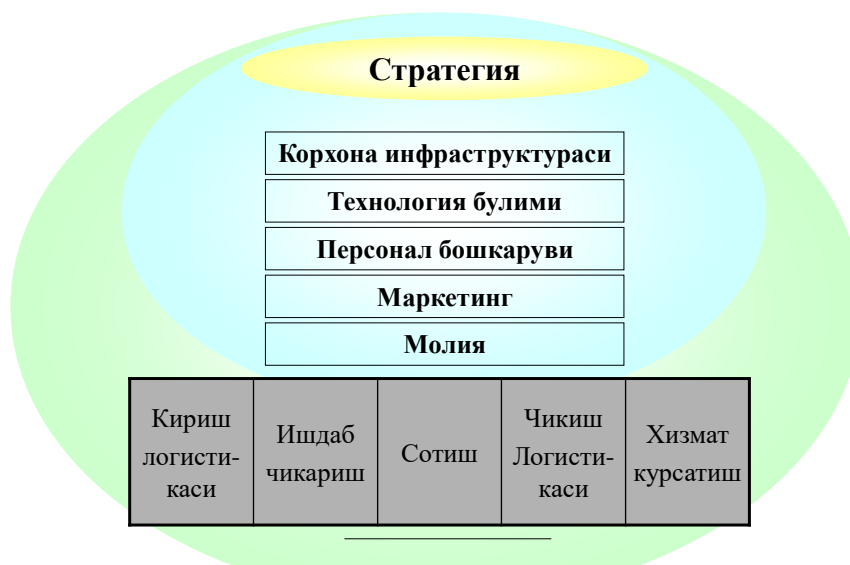 Стратегия
Корхона инфраструктураси
Технология булими
Персонал бошкаруви
Маркетинг
Молия
Кириш
логисти-
каси
Ишдаб
чикариш
Сотиш
Чикиш
Логисти-
каси
Хизмат
курсатиш